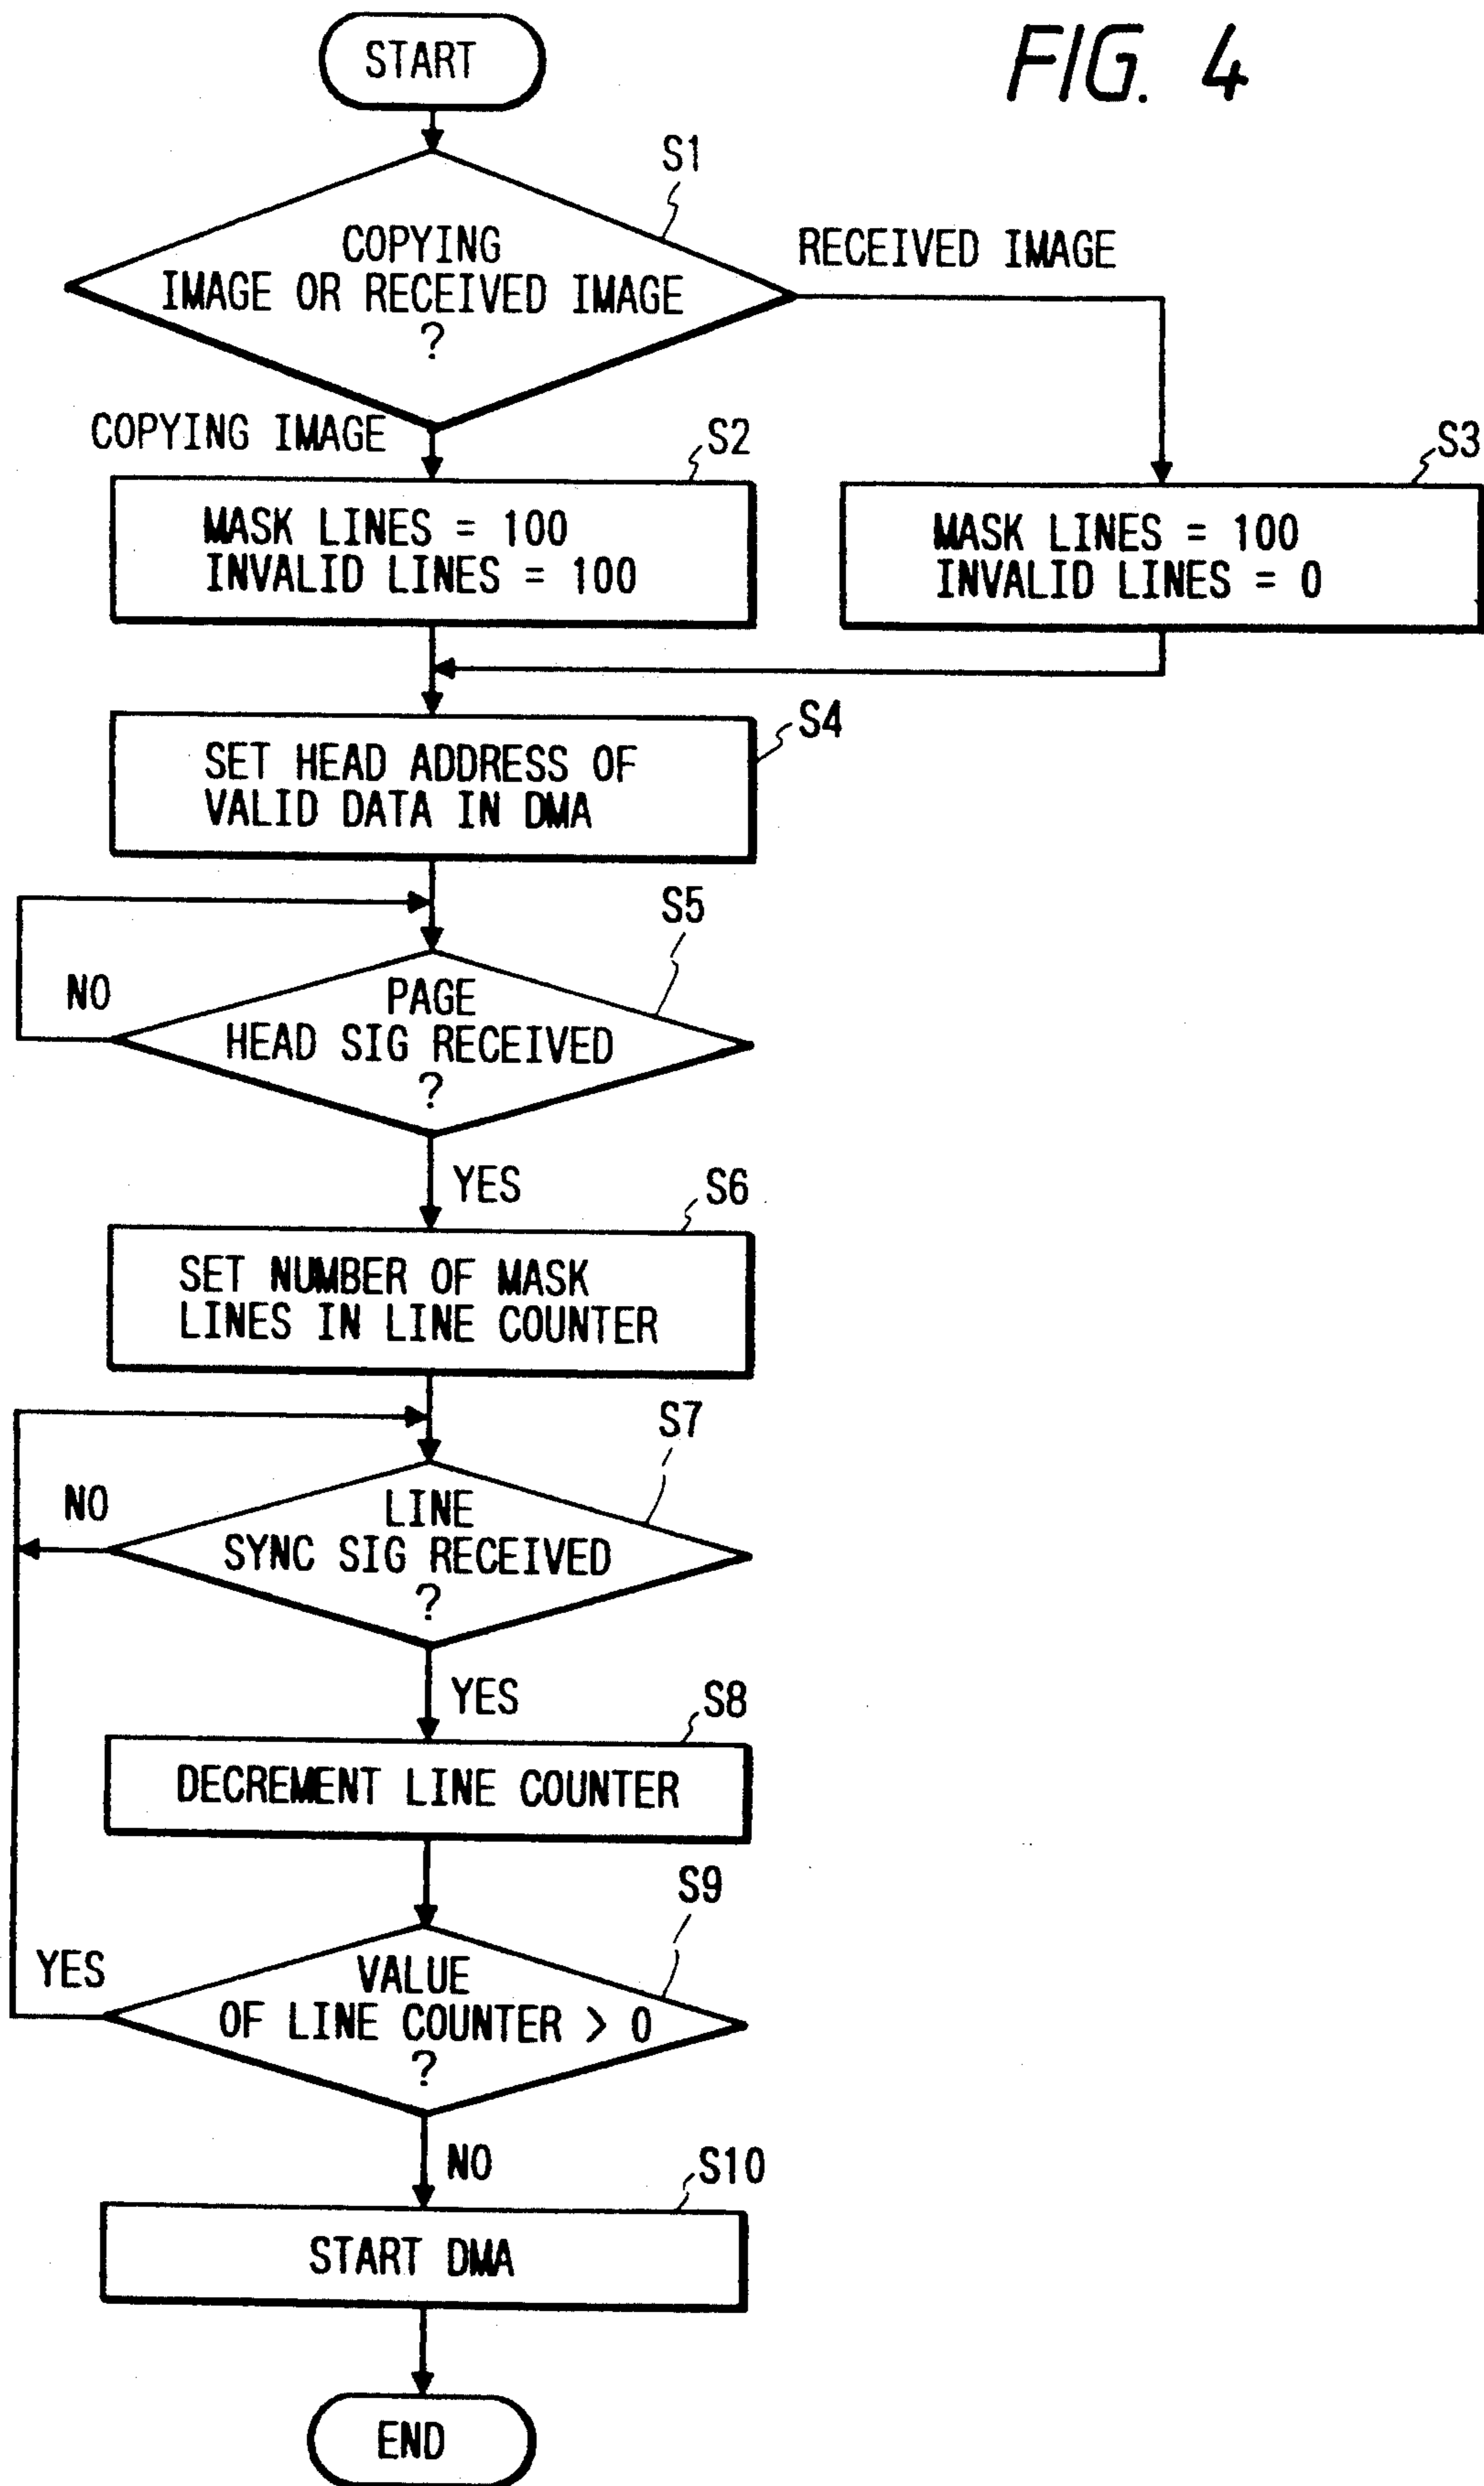 FIG. 4
START
S1
COPYING
IMAGE OR RECEIVED IMAGE
?
RECEIVED IMAGE
COPYING IMAGE
S2
MASK LINES = 100
INVALID LINES = 100
S3
MASK LINES = 100
INVALID LINES = 0
S4
SET HEAD ADDRESS OF
VALID DATA IN DMA
S5
NO
PAGE
HEAD SIG RECEIVED
?
YES
S6
SET NUMBER OF MASK
LINES IN LINE COUNTER
S7
NO
LINE
SYNC SIG RECEIVED
?
YES
S8
DECREMENT LINE COUNTER
S9
YES
VALUE
OF LINE COUNTER > 0
?
NO
S10
START DMA
END